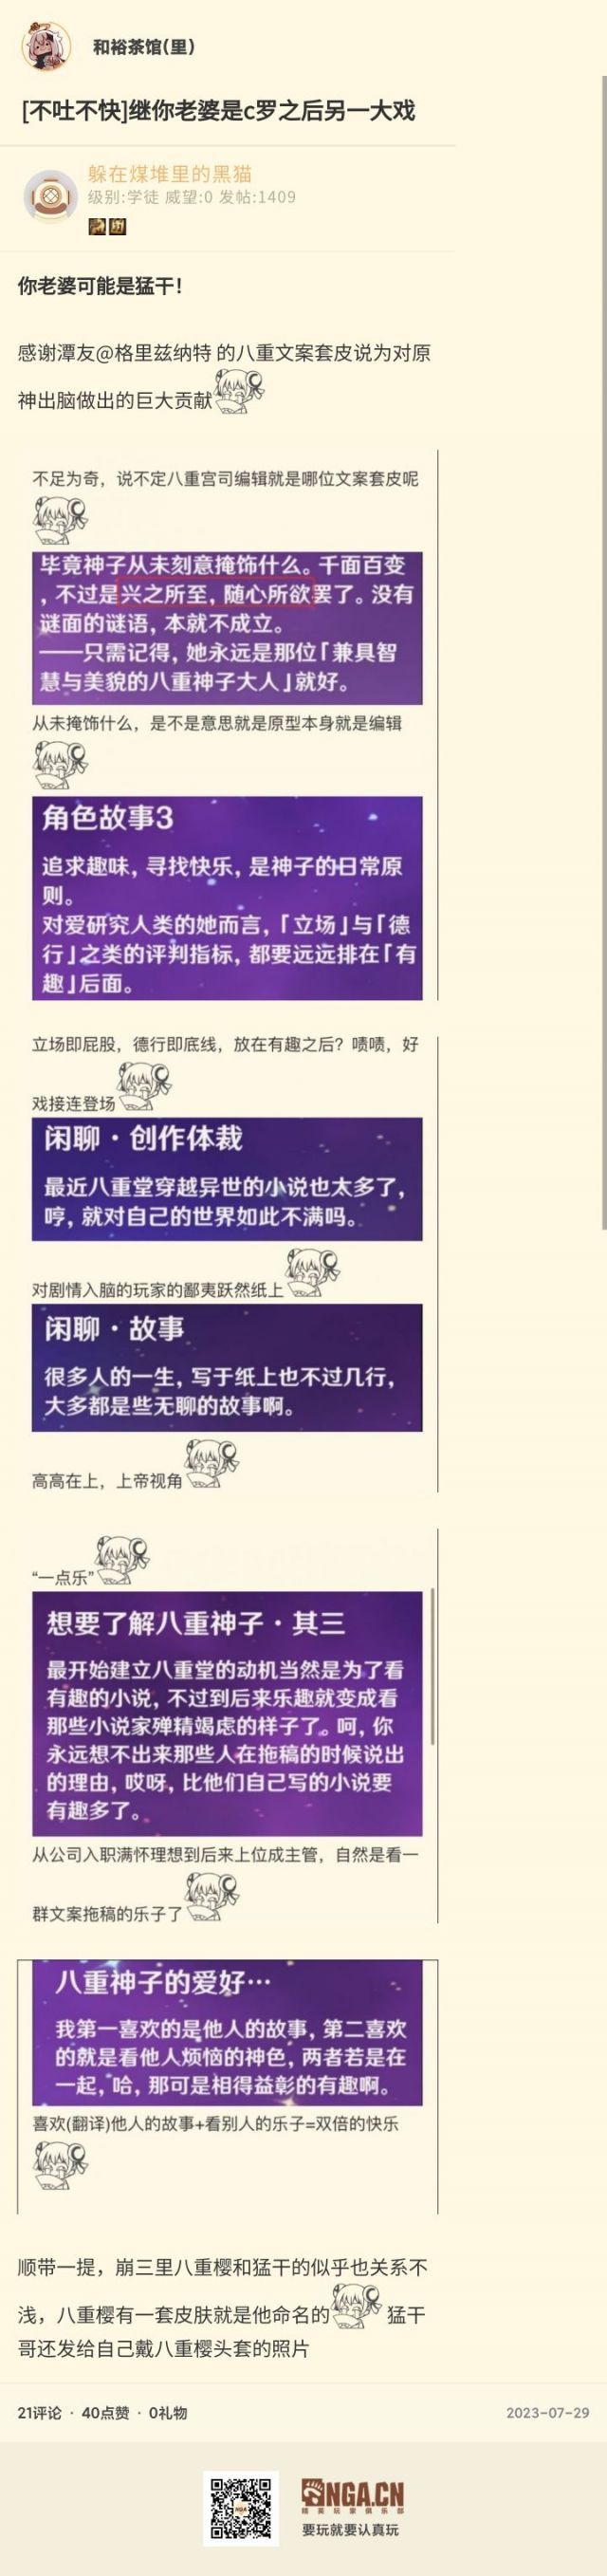 和裕茶馆(里)
[不吐不快]继你老婆是c罗之后另一大戏
躲在煤堆里的黑猫
级别:学徒 威望:0 发帖:1409
你老婆可能是猛干！
感谢潭友@格里兹纳特 的八重文案套皮说为对原
神出脑做出的巨大贡献
不足为奇，说不定八重宫司编辑就是哪位文案套皮呢
毕竟神子从未刻意掩饰什么。千面百变
，不过是兴之所至，随心所欲罢了。没有
谜面的谜语，本就不成立。
——只需记得，她永远是那位「兼具智
慧与美貌的八重神子大人」就好。
从未掩饰什么，是不是意思就是原型本身就是编辑
角色故事3
追求趣味，寻找快乐，是神子的日常原
则。
对爱研究人类的她而言，「立场」与「德
行」之类的评判指标，都要远远排在「有
趣」后面。
立场即屁股，德行即底线，放在有趣之后？啧啧，好
戏接连登场
闲聊・创作体裁
最近八重堂穿越异世的小说也太多了，
哼，就对自己的世界如此不满吗。
对剧情入脑的玩家的鄙夷跃然纸上
闲聊・故事
很多人的一生，写于纸上也不过几行，
大多都是些无聊的故事啊。
高高在上，上帝视角
“一点乐”
想要了解八重神子・其三
最开始建立八重堂的动机当然是为了看
有趣的小说，不过到后来乐趣就变成看
那些小说家殚精竭虑的样子了。呵，你
永远想不出来那些人在拖稿的时候说出
的理由，哎呀，比他们自己写的小说要
有趣多了。
从公司入职满怀理想到后来上位成主管，自然是看一
群文案拖稿的乐子了
八重神子的爱好…
我第一喜欢的是他人的故事，第二喜欢
的就是看他人烦恼的神色，两者若是在
一起，哈，那可是相得益彰的有趣啊。
喜欢(翻译)他人的故事+看别人的乐子=双倍的快乐
顺带一提，崩三里八重樱和猛干的似乎也关系不
浅，八重樱有一套皮肤就是他命名的 猛干
哥还发给自己戴八重樱头套的照片
21评论 · 40点赞 · 0礼物
2023-07-29
NGA.CN
精英玩家俱乐部
要玩就要认真玩